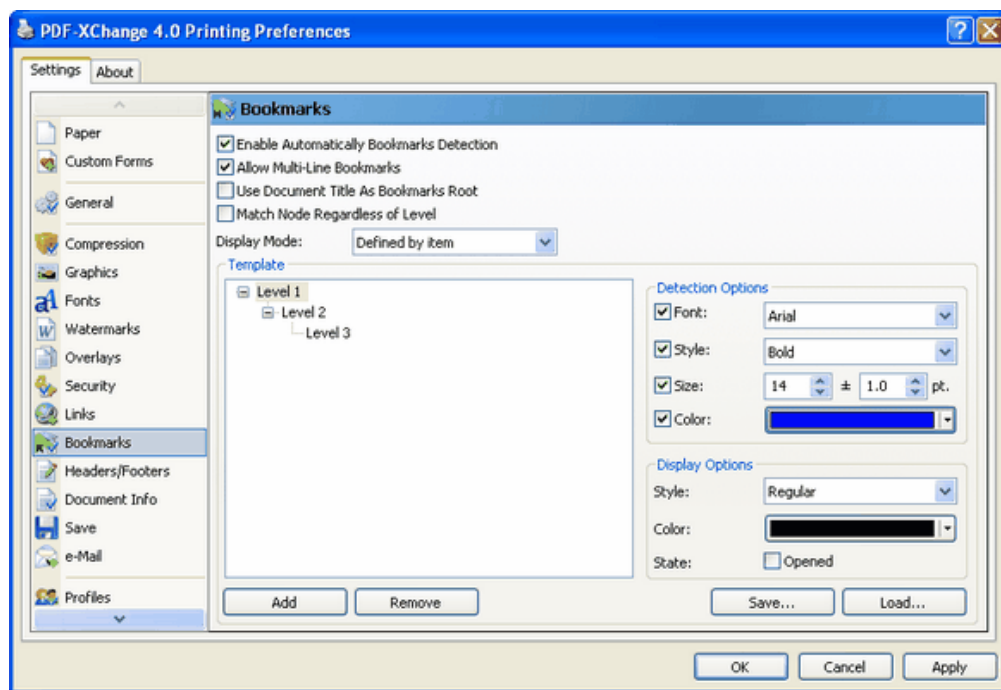 PDF-XChange 4.0 Printing Preferences
Settings About
Paper
Custom Forms
General
Compression
Graphics
Fonts
Watermarks
Overlays
Security
Links
Bookmarks
Headers/Footers
Document Info
Save
e-Mail
Profiles
Bookmarks
Enable Automatically Bookmarks Detection
Allow Multi-Line Bookmarks
Use Document Title As Bookmarks Root
Match Node Regardless of Level
Display Mode: Defined by item
Template
Level 1
Level 2
Level 3
Detection Options
Font: Arial
Style: Bold
Size: 14 ± 1.0 pt.
Color:
Display Options
Style: Regular
Color:
State: Opened
Add Remove Save... Load...
OK Cancel Apply